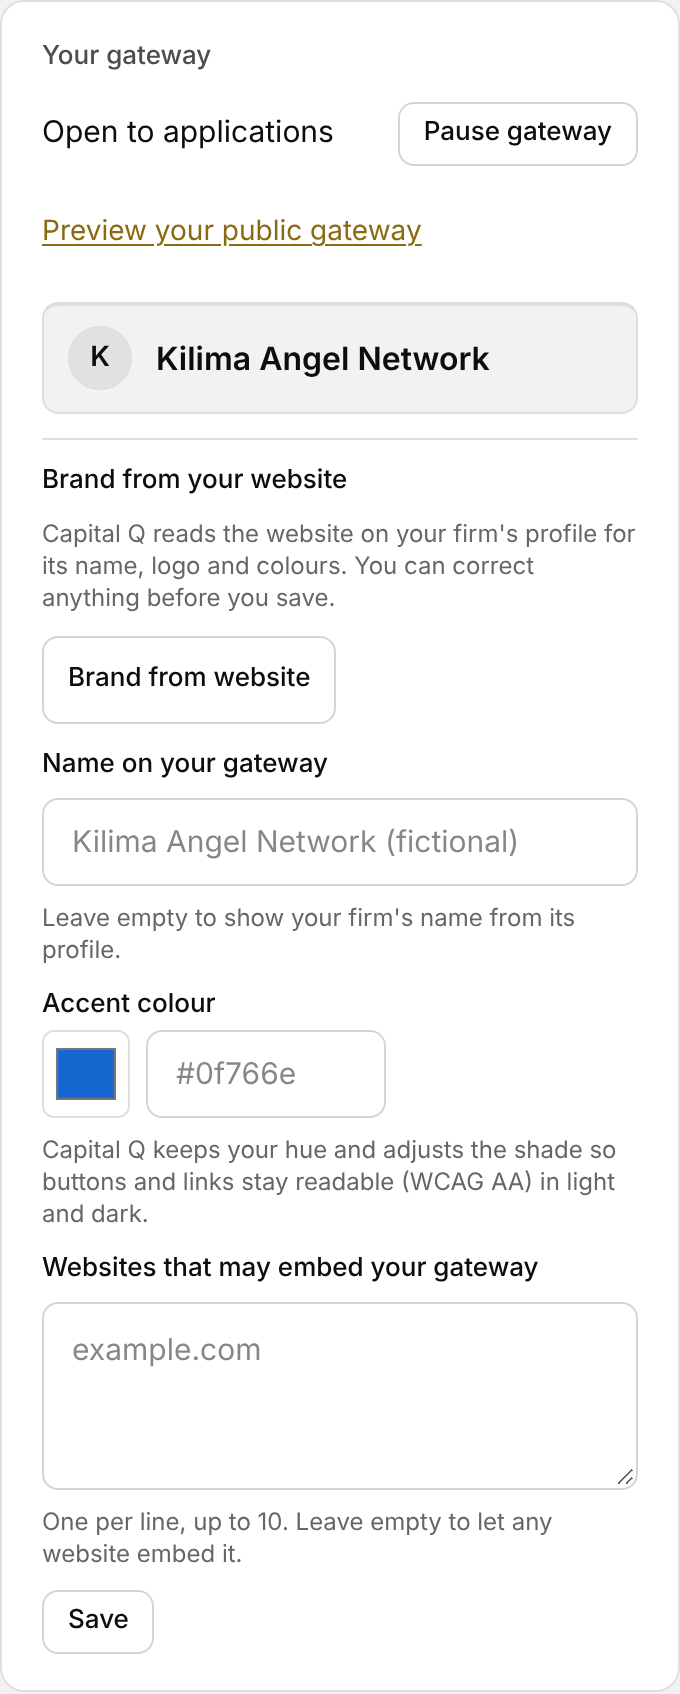 Your gateway
Open to applications
Pause gateway
Preview your public gateway
K
Kilima Angel Network
Brand from your website
Capital Q reads the website on your firm's profile for
its name, logo and colours. You can correct
anything before you save.
Brand from website
Name on your gateway
Kilima Angel Network (fictional)
Leave empty to show your firm's name from its
profile.
Accent colour
#0f766e
Capital Q keeps your hue and adjusts the shade so
buttons and links stay readable (WCAG AA) in light
and dark.
Websites that may embed your gateway
example.com
One per line, up to 10. Leave empty to let any
website embed it.
Save